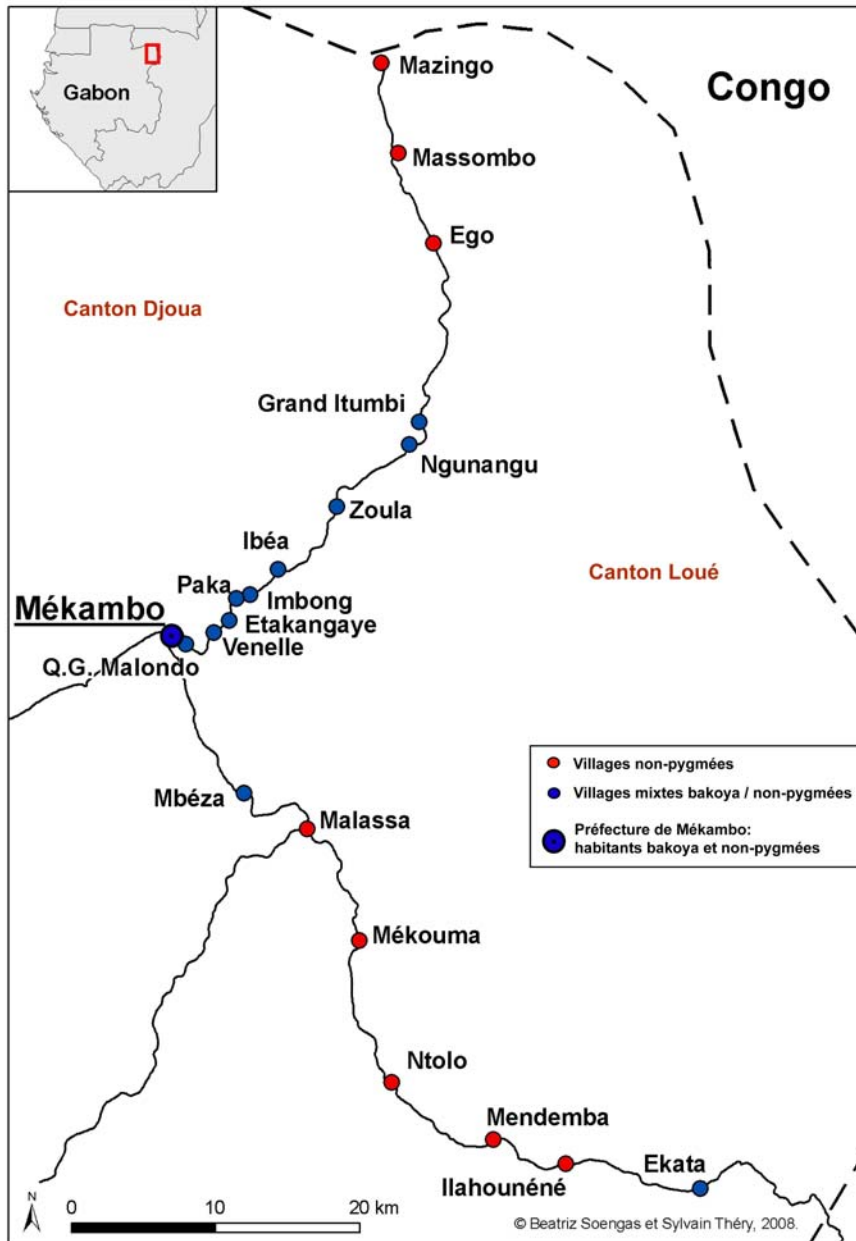 Gabon
Mazingo
Congo
Massombo
Ego
Canton Djoua
Grand Itumbi
Ngunangu
Zoula
Ibéa
Canton Loué
Paka
Imbong
Mékambo
Etakangaye
Venelle
Q.G. Malondo
Villages non-pygmées
Villages mixtes bakoya / non-pygmées
Préfecture de Mékambo:
habitants bakoya et non-pygmées
Mbéza
Malassa
Mékouma
Ntolo
Mendemba
Ekata
Ilahounéné
N
0 10 20 km
© Beatriz Soengas et Sylvain Théry, 2008.